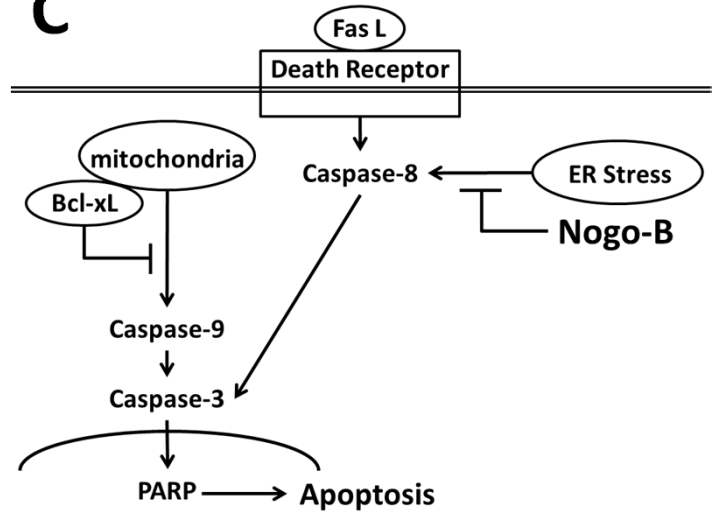 C
Fas L
Death Receptor
mitochondria
Caspase-8
ER Stress
Bcl-xL
Nogo-B
Caspase-9
Caspase-3
PARP
Apoptosis